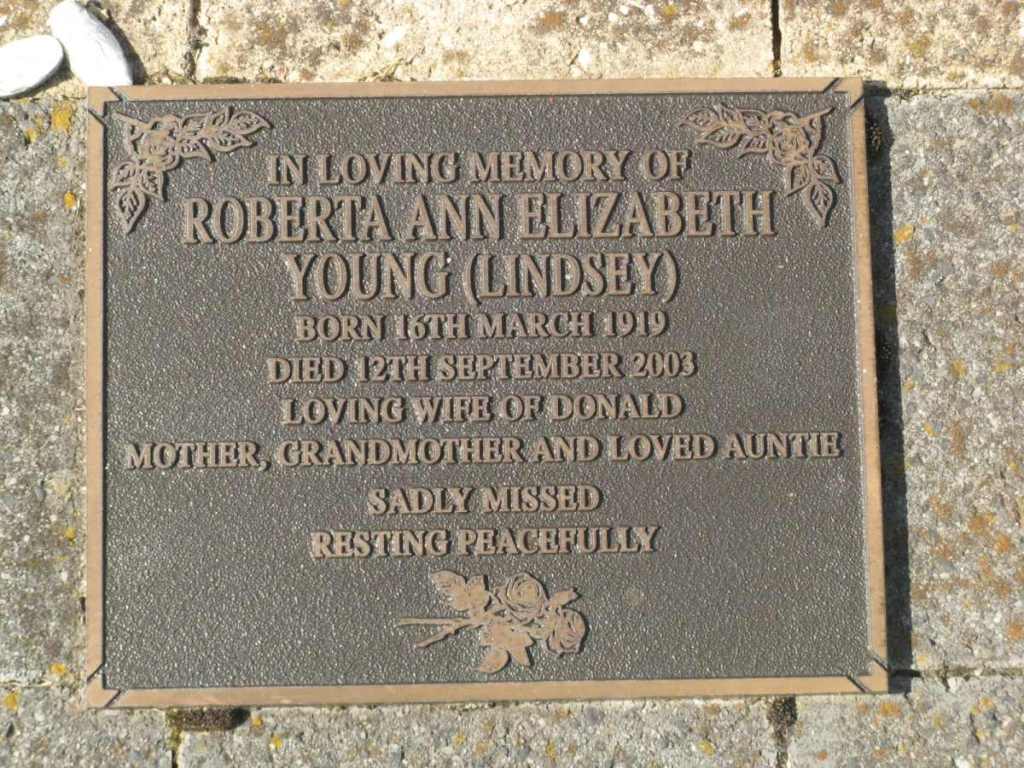 IN LOVING MEMORY OF
ROBERTA ANN ELIZABETH
YOUNG (LINDSEY)
BORN 16TH MARCH 1919
DIED 12TH SEPTEMBER 2003
LOVING WIFE OF DONALD
MOTHER, GRANDMOTHER AND LOVED AUNTIE
SADLY MISSED
RESTING PEACEFULLY